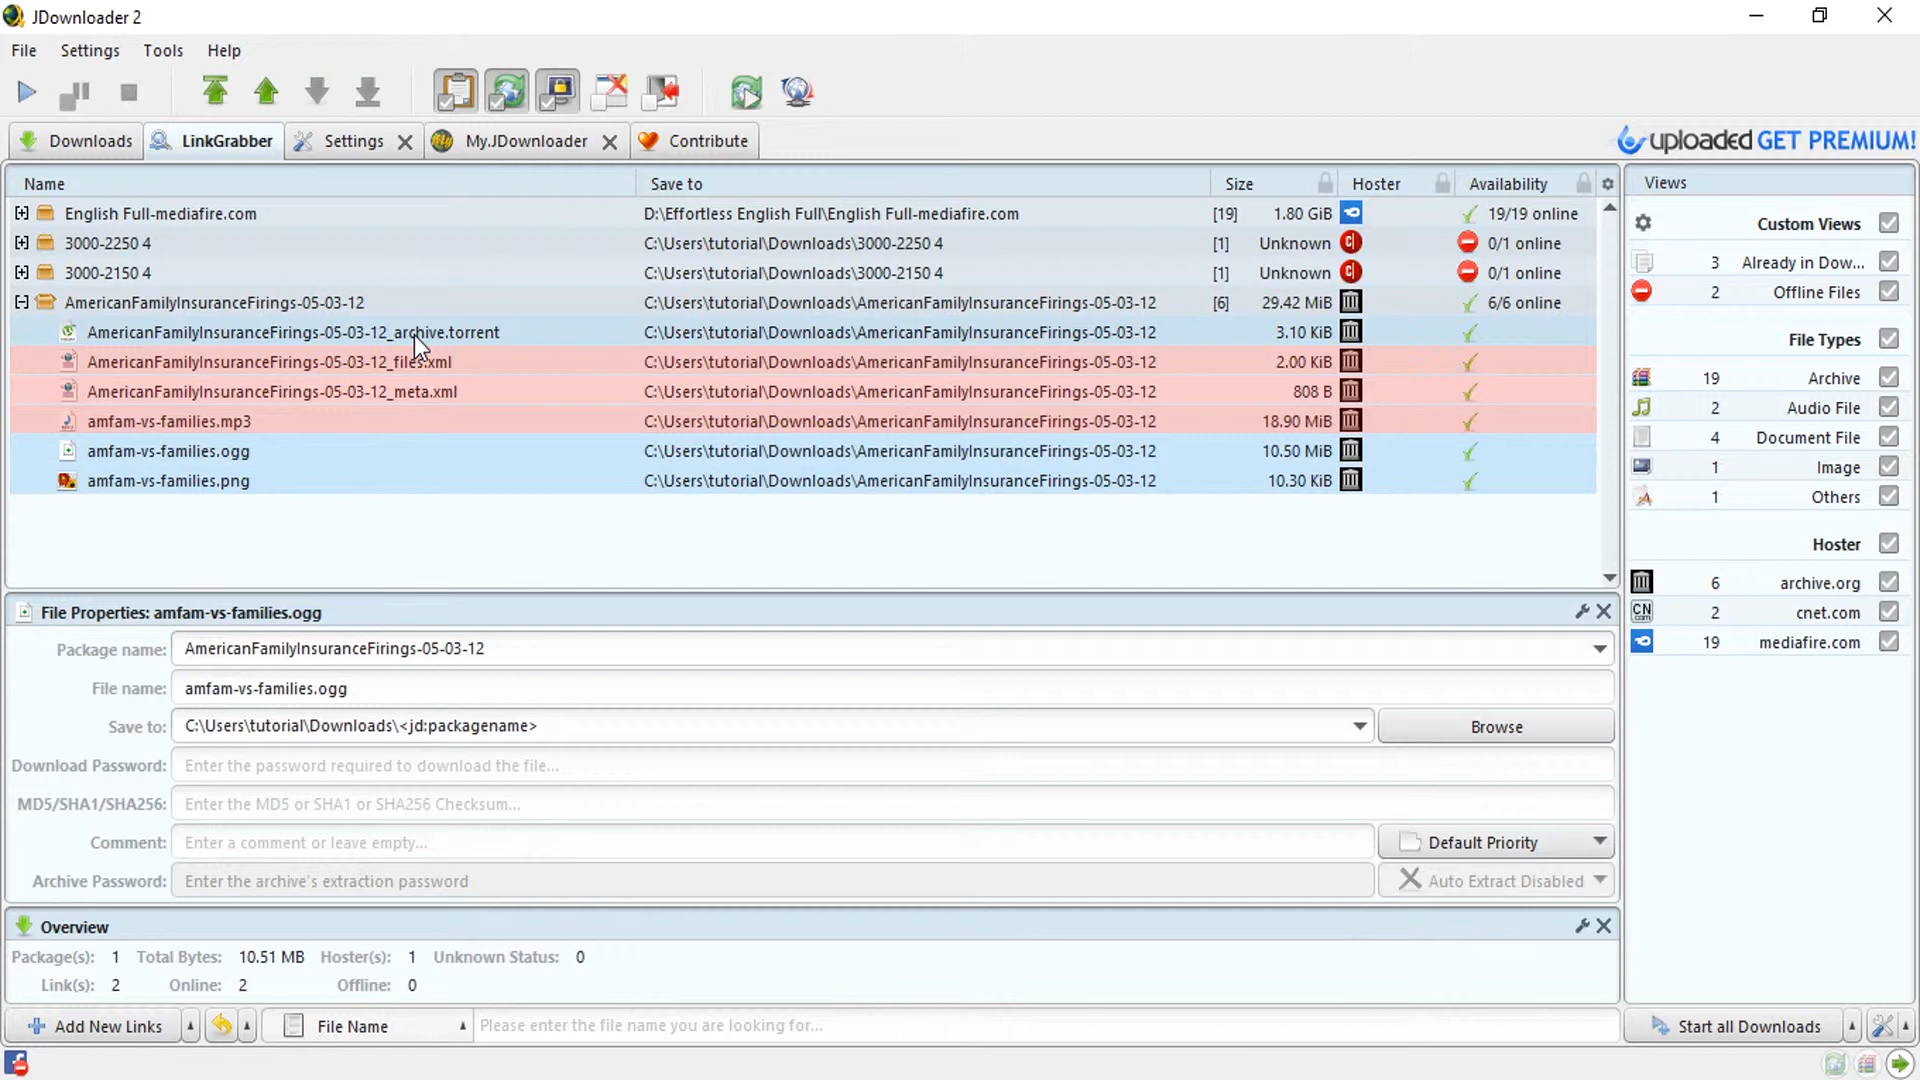 JDownloader 2
File Settings Tools Help
Downloads LinkGrabber Settings My.JDownloader Contribute
uploaded GET PREMIUM!
Name Save to Size Hoster Availability
[+] English Full-mediafire.com D:\Effortless English Full\English Full-mediafire.com [19] 1.80 GiB 19/19 online
[+] 3000-2250 4 C:\Users\tutorial\Downloads\3000-2250 4 [1] Unknown 0/1 online
[+] 3000-2150 4 C:\Users\tutorial\Downloads\3000-2150 4 [1] Unknown 0/1 online
[-] AmericanFamilyInsuranceFirings-05-03-12 C:\Users\tutorial\Downloads\AmericanFamilyInsuranceFirings-05-03-12 [6] 29.42 MiB 6/6 online
AmericanFamilyInsuranceFirings-05-03-12_archive.torrent C:\Users\tutorial\Downloads\AmericanFamilyInsuranceFirings-05-03-12 3.10 KiB
AmericanFamilyInsuranceFirings-05-03-12_files.xml C:\Users\tutorial\Downloads\AmericanFamilyInsuranceFirings-05-03-12 2.00 KiB
AmericanFamilyInsuranceFirings-05-03-12_meta.xml C:\Users\tutorial\Downloads\AmericanFamilyInsuranceFirings-05-03-12 808 B
amfam-vs-families.mp3 C:\Users\tutorial\Downloads\AmericanFamilyInsuranceFirings-05-03-12 18.90 MiB
amfam-vs-families.ogg C:\Users\tutorial\Downloads\AmericanFamilyInsuranceFirings-05-03-12 10.50 MiB
amfam-vs-families.png C:\Users\tutorial\Downloads\AmericanFamilyInsuranceFirings-05-03-12 10.30 KiB
Views
Custom Views
3 Already in Dow...
2 Offline Files
File Types
19 Archive
2 Audio File
4 Document File
1 Image
1 Others
Hoster
6 archive.org
CN com 2 cnet.com
19 mediafire.com
File Properties: amfam-vs-families.ogg
Package name: AmericanFamilyInsuranceFirings-05-03-12
File name: amfam-vs-families.ogg
Save to: C:\Users\tutorial\Downloads\<jd:packagename> Browse
Download Password: Enter the password required to download the file...
MD5/SHA1/SHA256: Enter the MD5 or SHA1 or SHA256 Checksum...
Comment: Enter a comment or leave empty... Default Priority
Archive Password: Enter the archive's extraction password Auto Extract Disabled
Overview
Package(s): 1 Total Bytes: 10.51 MB Hoster(s): 1 Unknown Status: 0
Link(s): 2 Online: 2 Offline: 0
Add New Links File Name Please enter the file name you are looking for... Start all Downloads